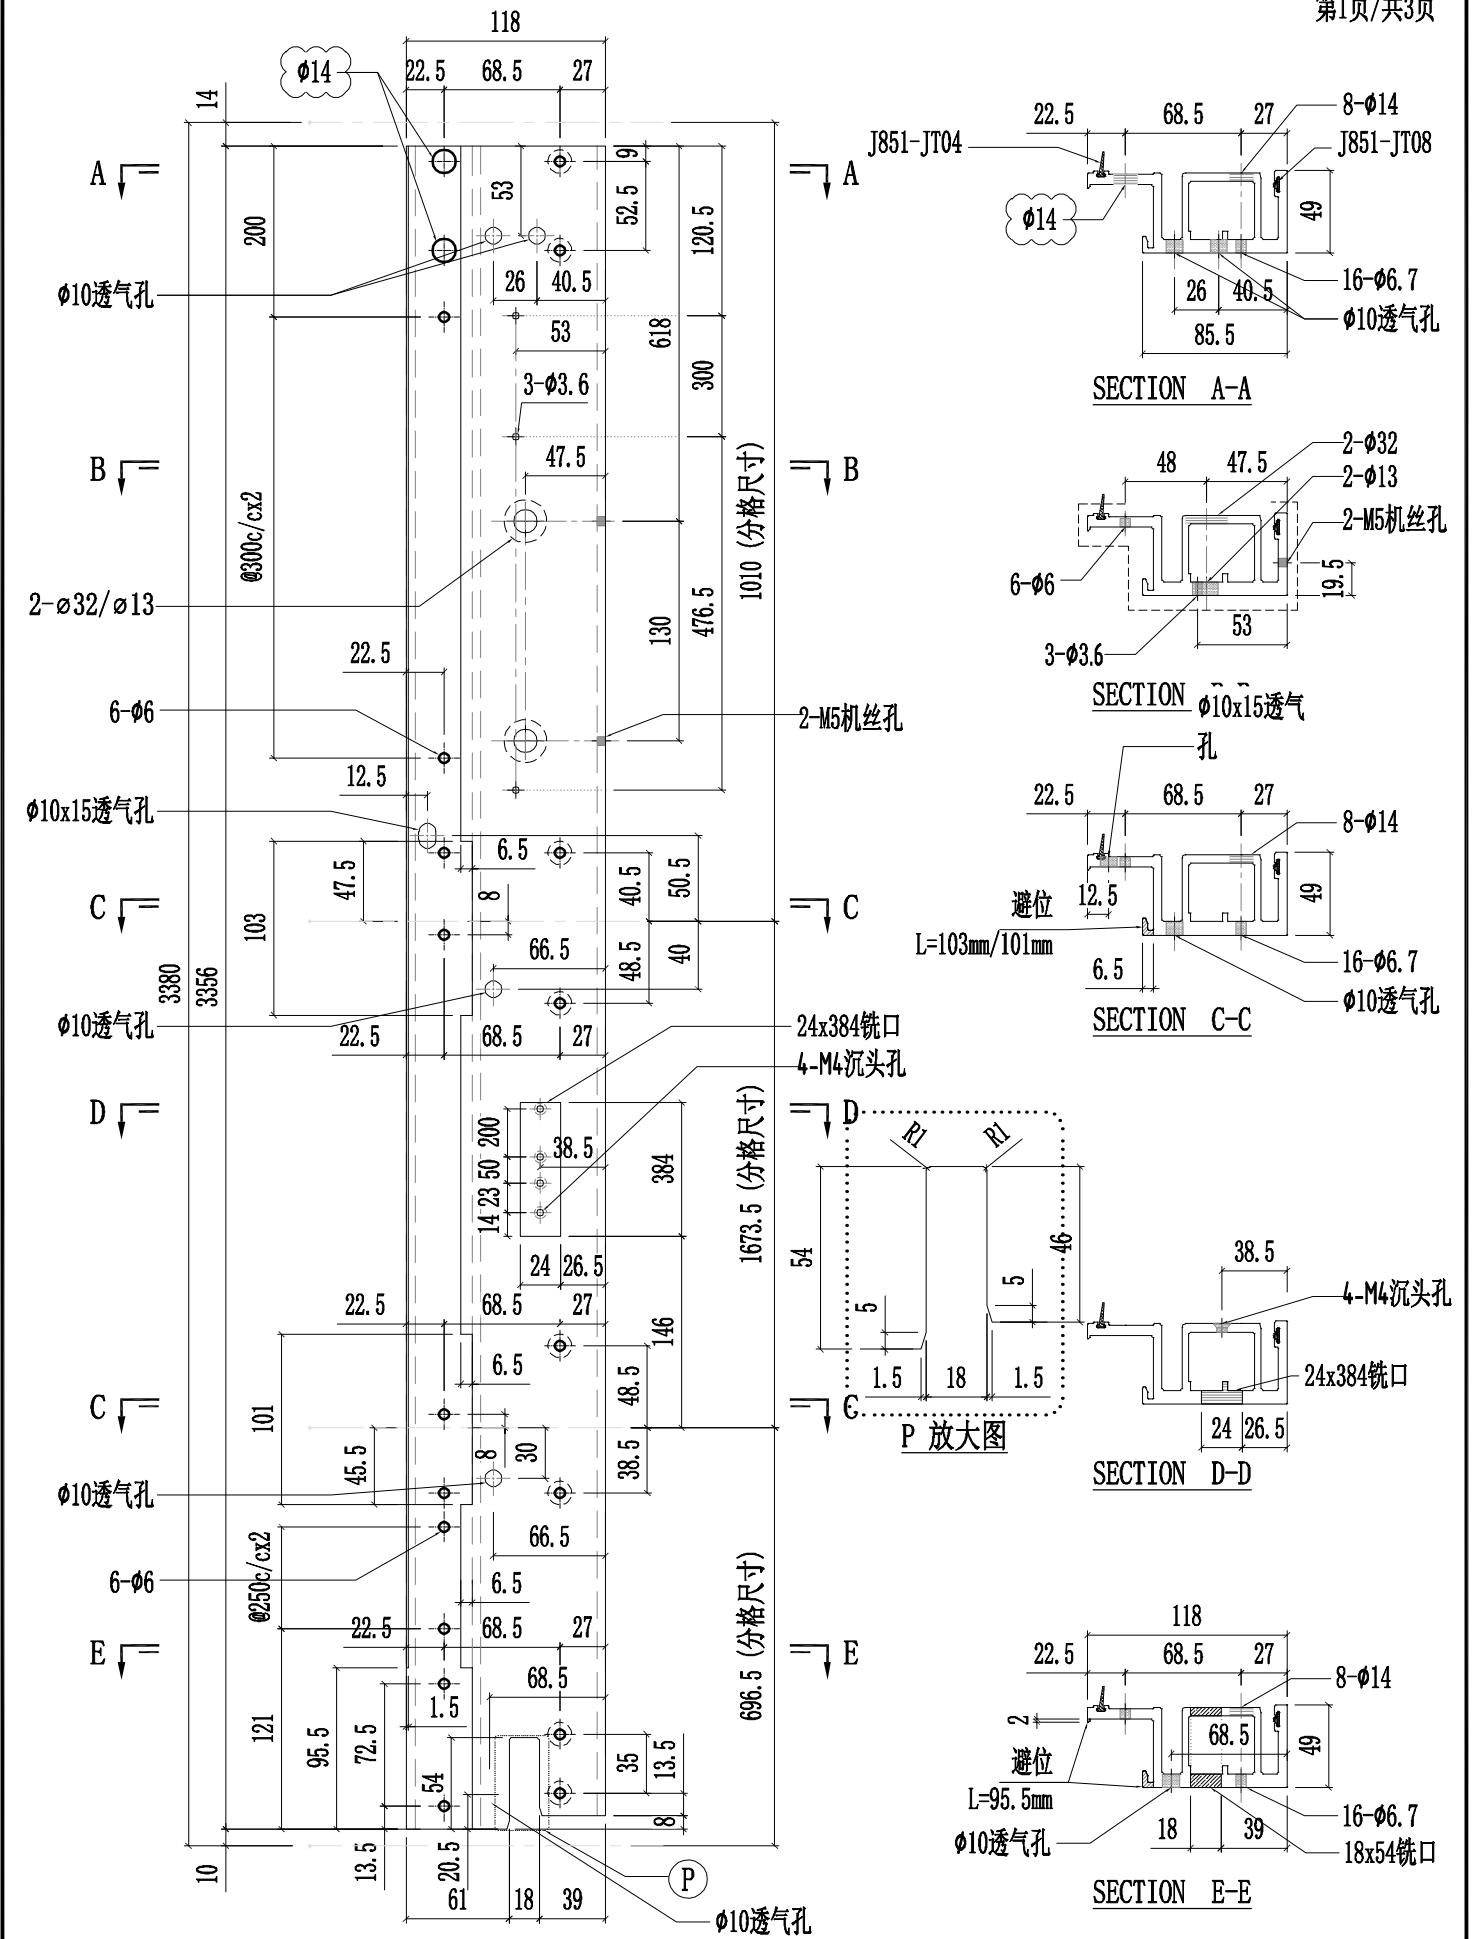 第1页/共3页
118
Φ14
22.5
68.5
27
14
22.5
68.5
27
8-Φ14
J851-JT04
J851-JT08
A
A
9
53
52.5
120.5
200
Φ14
49
26
40.5
Φ10透气孔
16-Φ6.7
26
40.5
Φ10透气孔
85.5
53
618
300
3-Φ3.6
SECTION A-A
B
B
47.5
1010 (分格尺寸)
48
47.5
2-Φ32
2-Φ13
2-M5机丝孔
@300c/cx2
6-Φ6
19.5
2-⌀32/⌀13
130
476.5
53
3-Φ3.6
22.5
SECTION
Φ10x15透气
孔
6-Φ6
2-M5机丝孔
12.5
Φ10x15透气孔
22.5
68.5
27
8-Φ14
6.5
47.5
103
8
40.5
50.5
C
C
12.5
避位
L=103mm/101mm
49
66.5
48.5
40
6.5
16-Φ6.7
Φ10透气孔
3380
3356
Φ10透气孔
22.5
68.5
27
SECTION C-C
24x384铣口
4-M4沉头孔
D
D
200
50
23
14
38.5
384
1673.5 (分格尺寸)
R1
R1
54
46
5
5
1.5
18
1.5
P 放大图
24
26.5
38.5
4-M4沉头孔
24x384铣口
24
26.5
SECTION D-D
22.5
68.5
27
146
6.5
48.5
C
C
101
45.5
8
30
38.5
Φ10透气孔
66.5
6-Φ6
@250c/cx2
6.5
696.5 (分格尺寸)
22.5
68.5
27
E
E
68.5
1.5
121
95.5
72.5
54
35
13.5
8
13.5
20.5
10
61
18
39
P
Φ10透气孔
118
22.5
68.5
27
8-Φ14
2
68.5
49
避位
L=95.5mm
Φ10透气孔
18
39
16-Φ6.7
18x54铣口
SECTION E-E